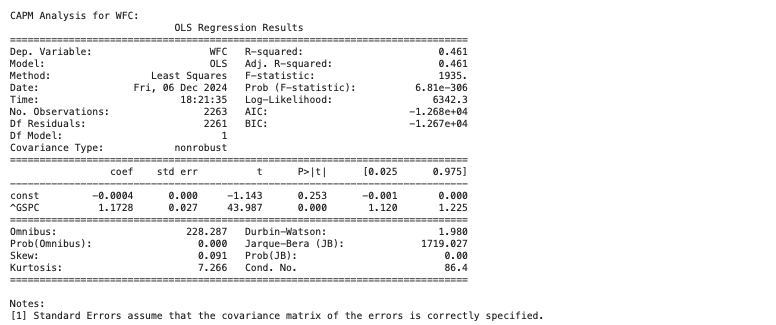 CAPM Analysis for WFC:
                            OLS Regression Results
==============================================================================
Dep. Variable:                    WFC   R-squared:                       0.461
Model:                            OLS   Adj. R-squared:                  0.461
Method:                 Least Squares   F-statistic:                     1935.
Date:                Fri, 06 Dec 2024   Prob (F-statistic):          6.81e-306
Time:                        18:21:35   Log-Likelihood:                 6342.3
No. Observations:                2263   AIC:                        -1.268e+04
Df Residuals:                    2261   BIC:                        -1.267e+04
Df Model:                           1
Covariance Type:            nonrobust
==============================================================================
                 coef    std err          t      P>|t|      [0.025      0.975]
------------------------------------------------------------------------------
const         -0.0004      0.000     -1.143      0.253      -0.001       0.000
^GSPC          1.1728      0.027     43.987      0.000       1.120       1.225
==============================================================================
Omnibus:                      228.287   Durbin-Watson:                   1.980
Prob(Omnibus):                  0.000   Jarque-Bera (JB):             1719.027
Skew:                           0.091   Prob(JB):                         0.00
Kurtosis:                       7.266   Cond. No.                         86.4
==============================================================================

Notes:
[1] Standard Errors assume that the covariance matrix of the errors is correctly specified.